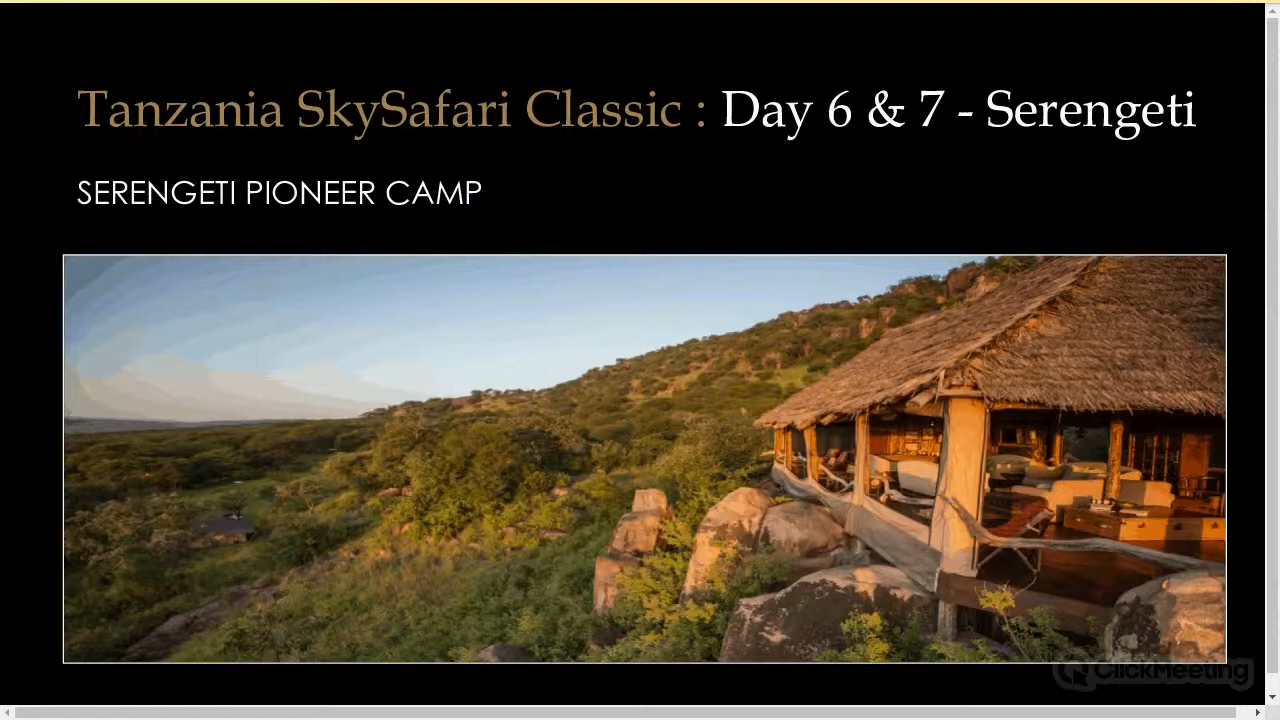 Tanzania SkySafari Classic : Day 6 & 7 - Serengeti
SERENGETI PIONEER CAMP
ClickMeeting